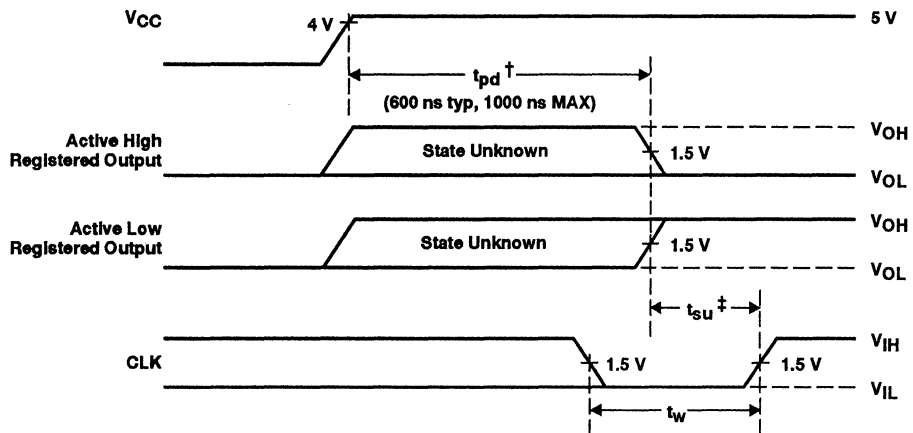 VCC
4 V
5 V
tpd †
(600 ns typ, 1000 ns MAX)
Active High
Registered Output
State Unknown
1.5 V
VOH
VOL
Active Low
Registered Output
State Unknown
1.5 V
VOH
VOL
tsu ‡
CLK
1.5 V
1.5 V
VIH
VIL
tw